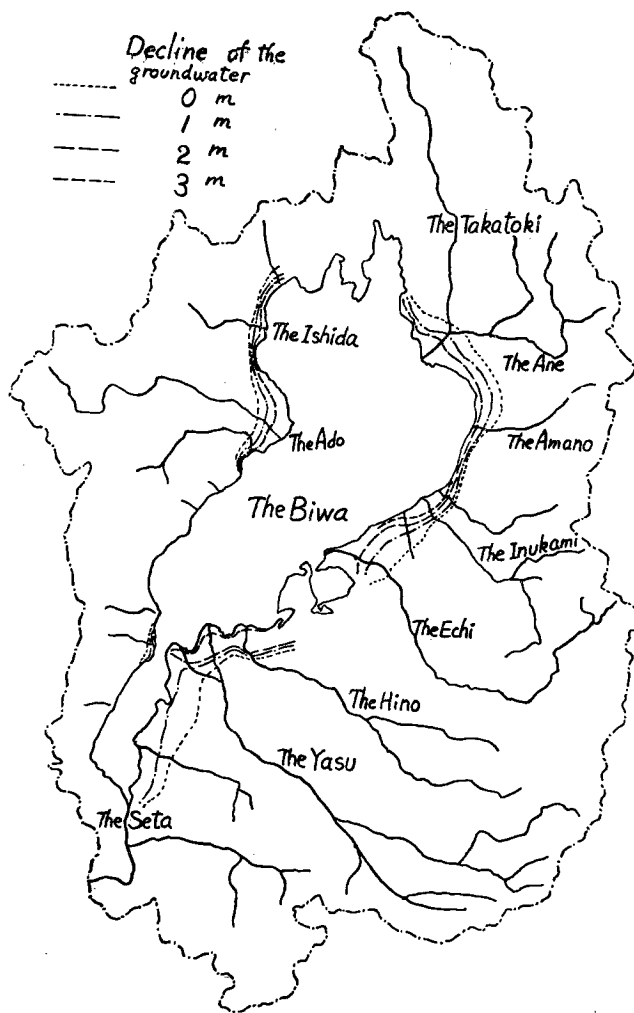 Decline of the
groundwater
0 m
1 m
2 m
3 m
The Takatoki
The Ishida
The Ane
The Ado
The Amano
The Biwa
The Inukami
The Echi
The Hino
The Yasu
The Seta